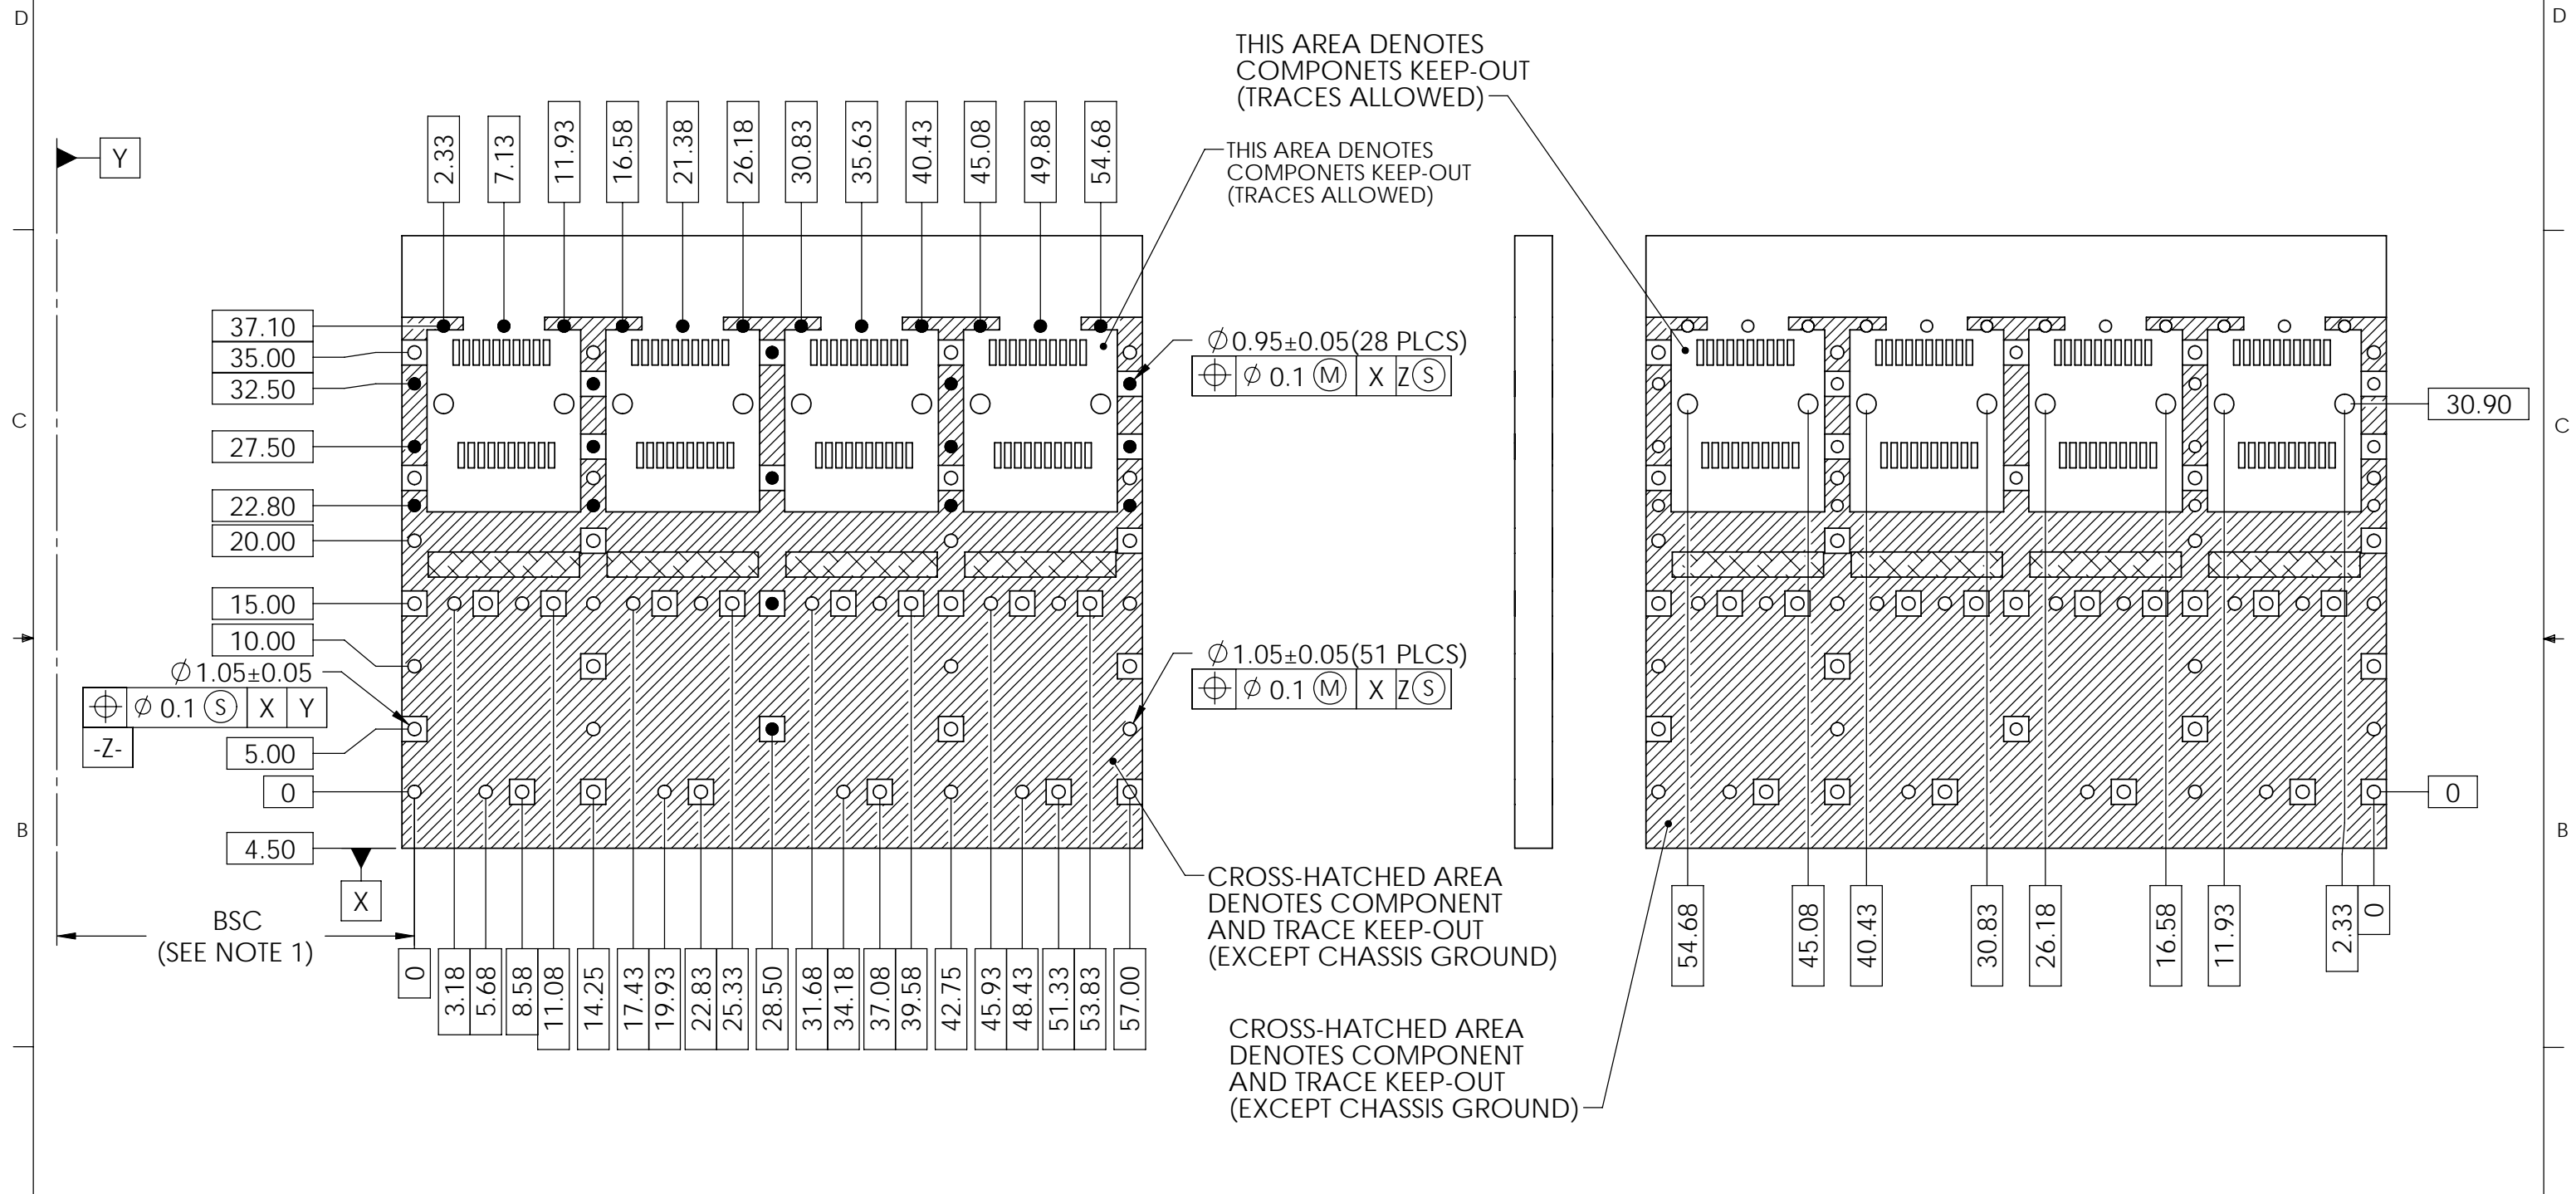 D
D
THIS AREA DENOTES
COMPONETS KEEP-OUT
(TRACES ALLOWED)
THIS AREA DENOTES
COMPONETS KEEP-OUT
(TRACES ALLOWED)
Y
2.33
7.13
11.93
16.58
21.38
26.18
30.83
35.63
40.43
45.08
49.88
54.68
37.10
35.00
32.50
27.50
22.80
20.00
15.00
10.00
∅1.05±0.05
⌖ ∅ 0.1 Ⓢ X Y
-Z-
5.00
0
4.50
X
BSC
(SEE NOTE 1)
∅0.95±0.05(28 PLCS)
⌖ ∅ 0.1 Ⓜ X ZⓈ
∅1.05±0.05(51 PLCS)
⌖ ∅ 0.1 Ⓜ X ZⓈ
30.90
0
C
C
B
B
CROSS-HATCHED AREA
DENOTES COMPONENT
AND TRACE KEEP-OUT
(EXCEPT CHASSIS GROUND)
CROSS-HATCHED AREA
DENOTES COMPONENT
AND TRACE KEEP-OUT
(EXCEPT CHASSIS GROUND)
0
3.18
5.68
8.58
11.08
14.25
17.43
19.93
22.83
25.33
28.50
31.68
34.18
37.08
39.58
42.75
45.93
48.43
51.33
53.83
57.00
54.68
45.08
40.43
30.83
26.18
16.58
11.93
2.33
0